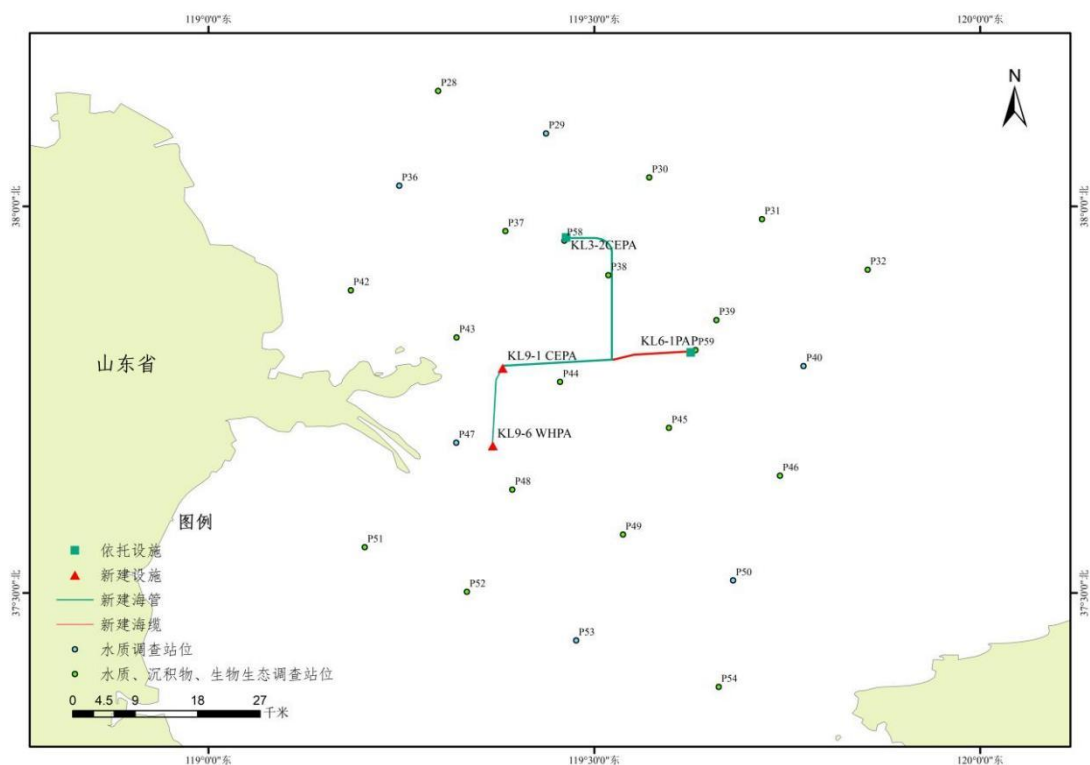 119°0'0"东
119°30'0"东
120°0'0"东
N
P28
P29
P30
P36
38°0'0"北
38°0'0"北
P31
P37
P58
KL3-2CEPA
P38
P32
P42
P43
P39
KL6-1PAP
P59
山东省
KL9-1 CEPA
P44
P40
P45
P47
KL9-6 WHPA
P46
P48
图例
P49
P51
依托设施
新建设施
P50
P52
37°30'0"北
37°30'0"北
新建海管
新建海缆
水质调查站位
P53
水质、沉积物、生物生态调查站位
P54
0 4.5 9 18 27
千米
119°0'0"东
119°30'0"东
120°0'0"东